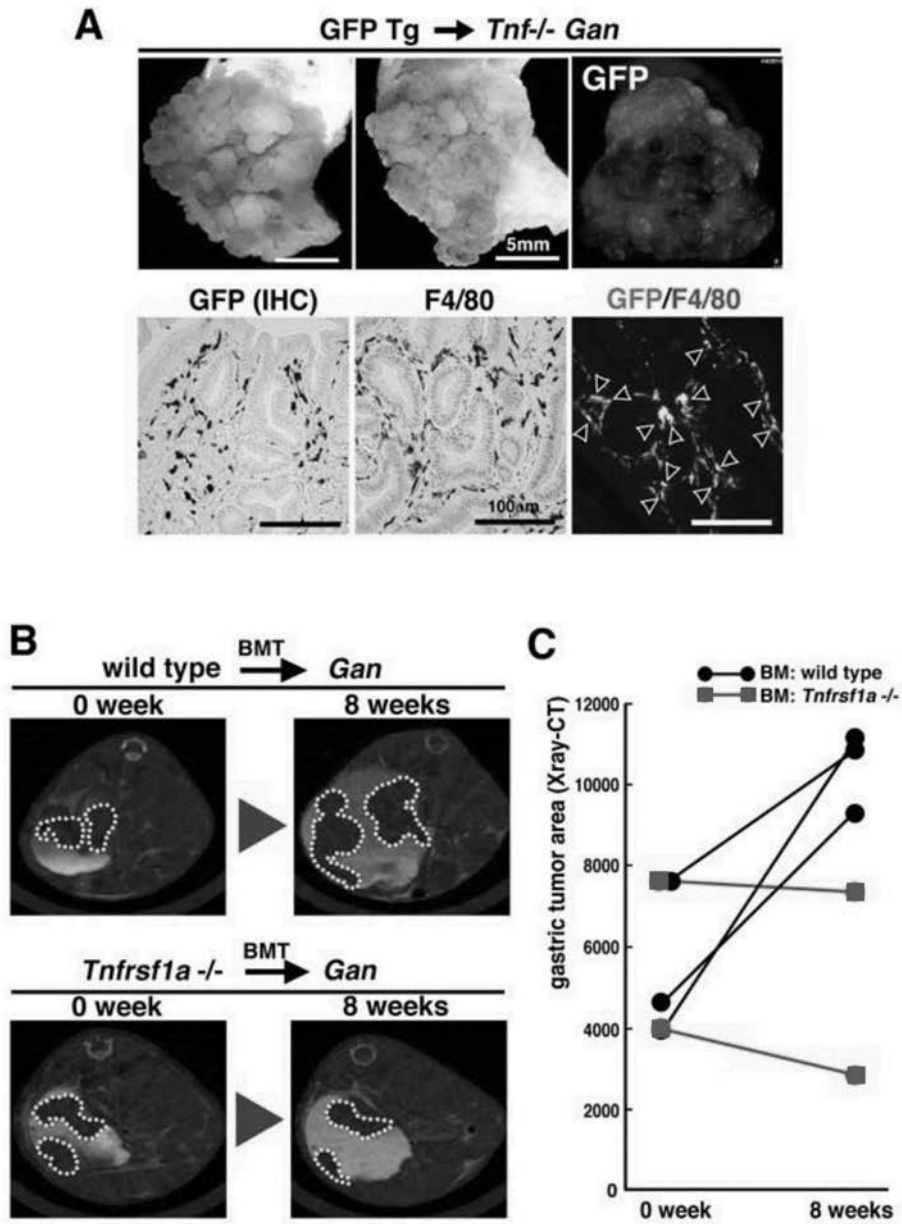 A
GFP Tg → Tnf-/- Gan
GFP
5mm
GFP (IHC) F4/80 GFP/F4/80
B
BMT
wild type → Gan
0 week 8 weeks
BMT
Tnfrsf1a -/- → Gan
0 week 8 weeks
C
BM: wild type
BM: Tnfrsf1a -/-
gastric tumor area (Xray-CT)
12000
10000
8000
6000
4000
2000
0
0 week 8 weeks